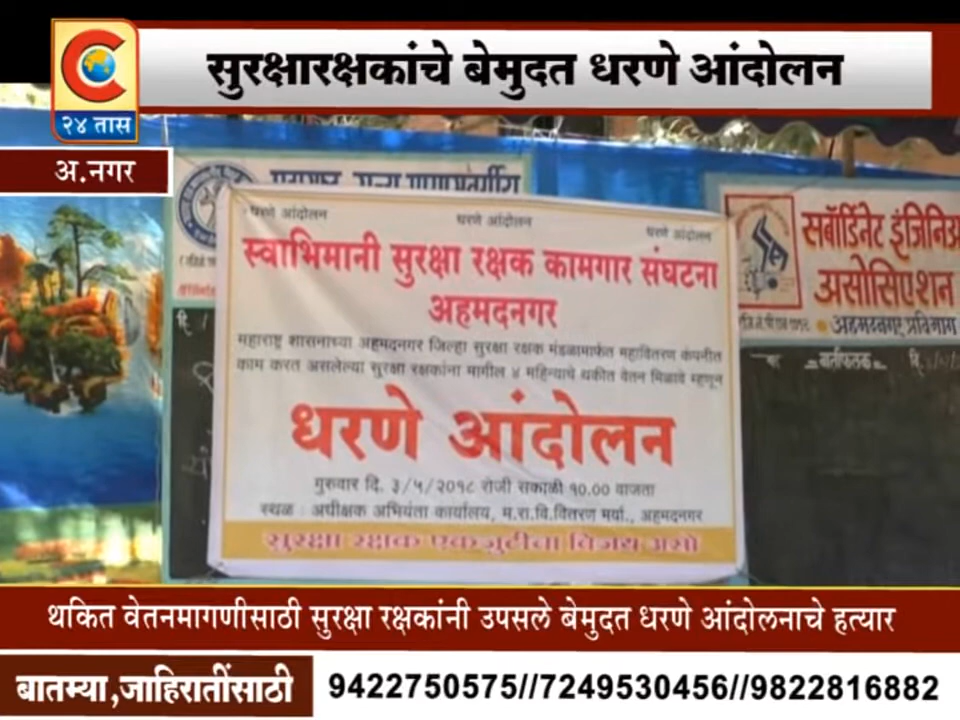 सुरक्षारक्षकांचे बेमुदत धरणे आंदोलन
C
२४ तास
अ.नगर
धरणे आंदोलन धरणे आंदोलन धरणे आंदोलन
स्वाभिमानी सुरक्षा रक्षक कामगार संघटना
अहमदनगर
महाराष्ट्र शासनाच्या अहमदनगर जिल्हा सुरक्षा रक्षक मंडळामार्फत महावितरण कंपनीत
काम करत असलेल्या सुरक्षा रक्षकांना मागील ४ महिन्याचे थकीत वेतन मिळावे म्हणून
धरणे आंदोलन
गुरुवार दि. ३/५/२०१८ रोजी सकाळी १०.०० वाजता
स्थळ : अधीक्षक अभियंता कार्यालय, म.रा.वि.वितरण मर्या., अहमदनगर
सुरक्षा रक्षक एकजुटीचा विजय असो
सबॉर्डिनेट इंजिनिअ
असोसिएशन
अहमदनगर प्रविभाग
वार्ताफलक दि.
थकित वेतनमागणीसाठी सुरक्षा रक्षकांनी उपसले बेमुदत धरणे आंदोलनाचे हत्यार
बातम्या,जाहिरातींसाठी 9422750575//7249530456//9822816882